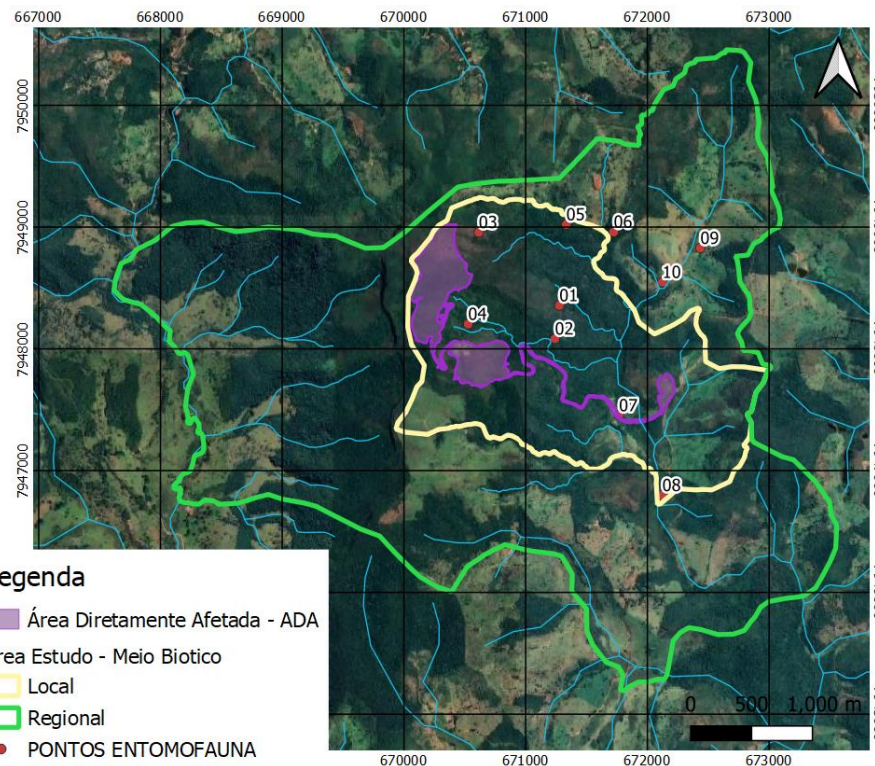 667000 668000 669000 670000 671000 672000 673000
7950000
7949000
7948000
7947000
03
05
06
09
10
01
04
02
07
08
egenda
Área Diretamente Afetada - ADA
rea Estudo - Meio Biotico
Local
Regional
PONTOS ENTOMOFAUNA
0 500 1,000 m
670000 671000 672000 673000